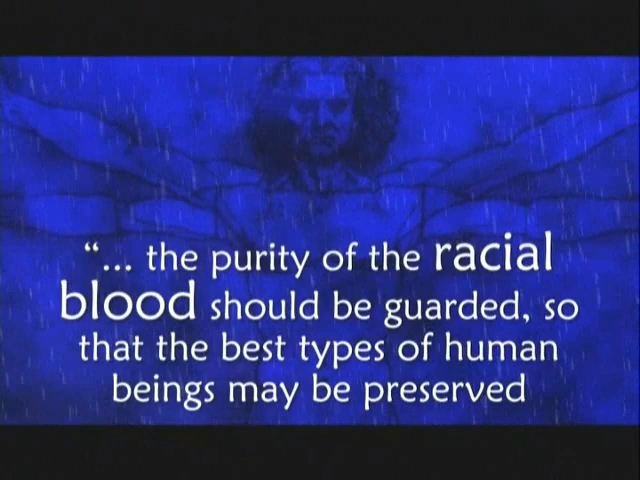 “... the purity of the racial
blood should be guarded, so
that the best types of human
beings may be preserved